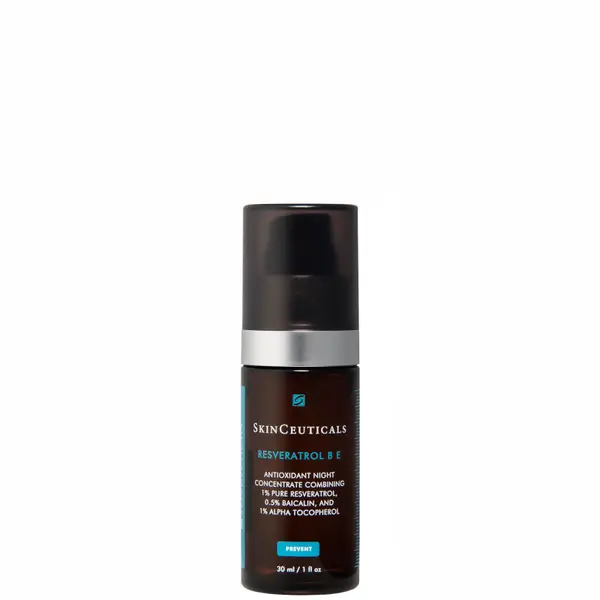 SKINCEUTICALS
RESVERATROL B E
ANTIOXIDANT NIGHT
CONCENTRATE COMBINING
1% PURE RESVERATROL,
0.5% BAICALIN, AND
1% ALPHA TOCOPHEROL
PREVENT
30 ml / 1 fl oz